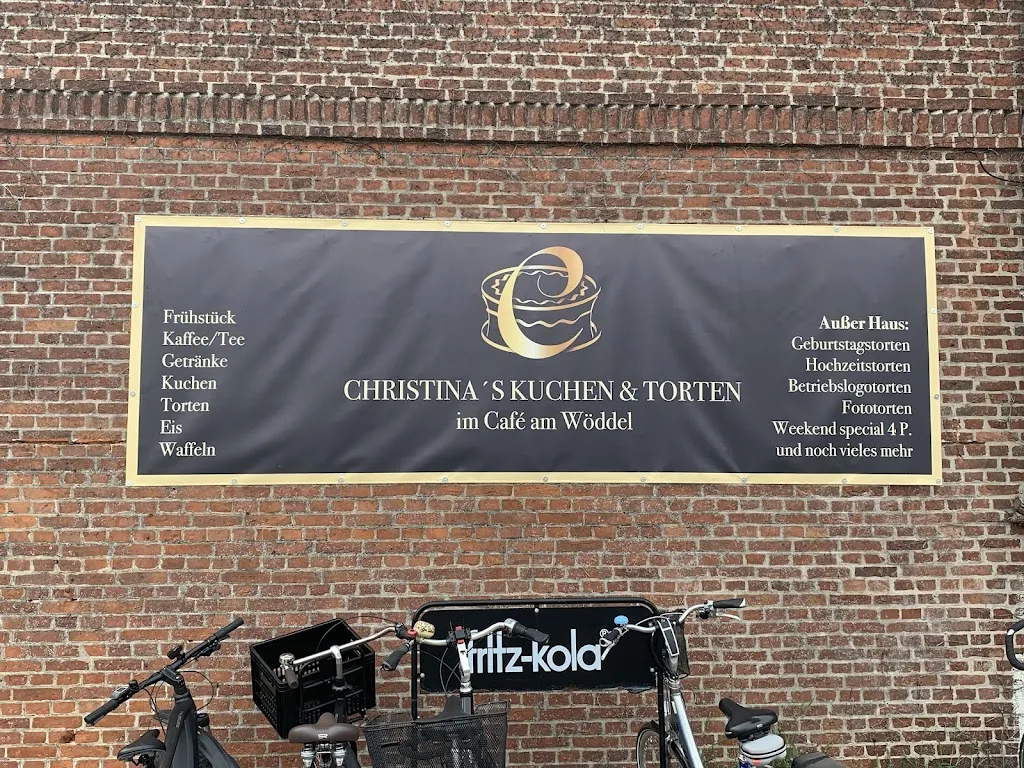 Frühstück
Kaffee/Tee
Getränke
Kuchen
Torten
Eis
Waffeln
CHRISTINA ´S KUCHEN & TORTEN
im Café am Wöddel
Außer Haus:
Geburtstagstorten
Hochzeitstorten
Betriebslogotorten
Fototorten
Weekend special 4 P.
und noch vieles mehr
fritz-kola®